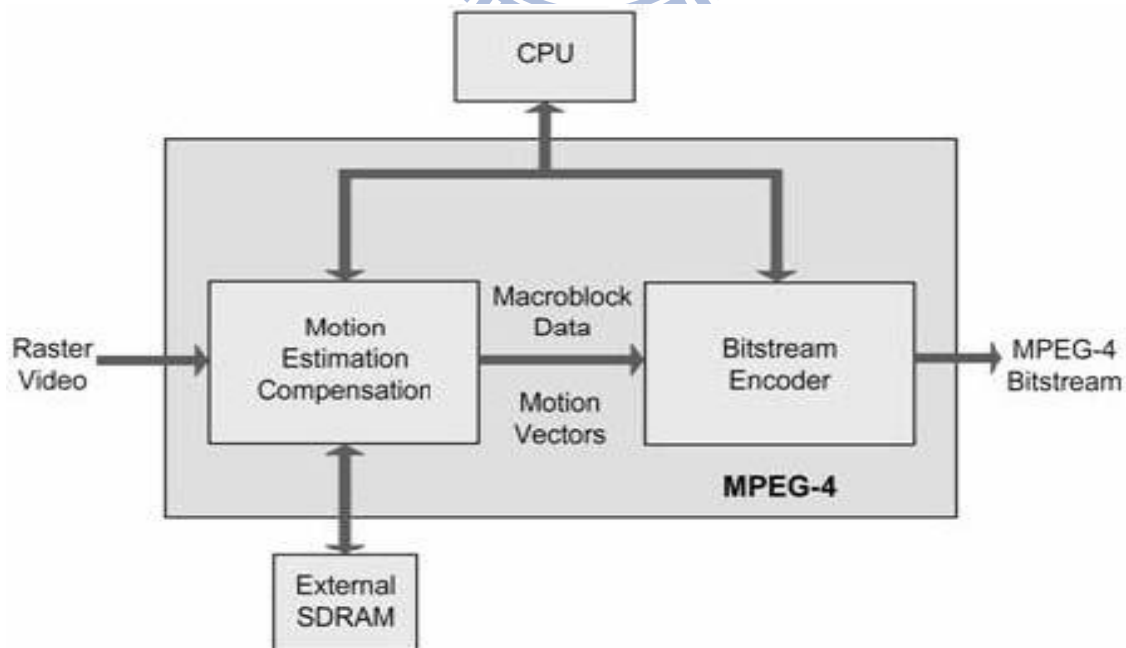 CPU
Raster
Video
Motion
Estimation
Compensation
Macroblock
Data
Motion
Vectors
Bitstream
Encoder
MPEG-4
Bitstream
MPEG-4
External
SDRAM